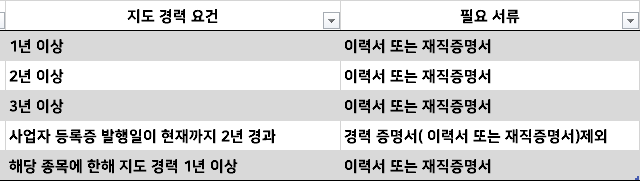 지도 경력 요건 필요 서류
1년 이상 이력서 또는 재직증명서
2년 이상 이력서 또는 재직증명서
3년 이상 이력서 또는 재직증명서
사업자 등록증 발행일이 현재까지 2년 경과 경력 증명서( 이력서 또는 재직증명서)제외
해당 종목에 한해 지도 경력 1년 이상 이력서 또는 재직증명서